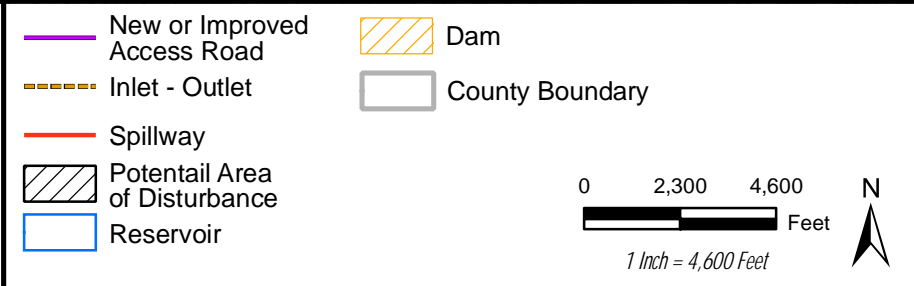 New or Improved
Access Road
Inlet - Outlet
Spillway
Potentail Area
of Disturbance
Reservoir
Dam
County Boundary
0 2,300 4,600
Feet
1 Inch = 4,600 Feet
N